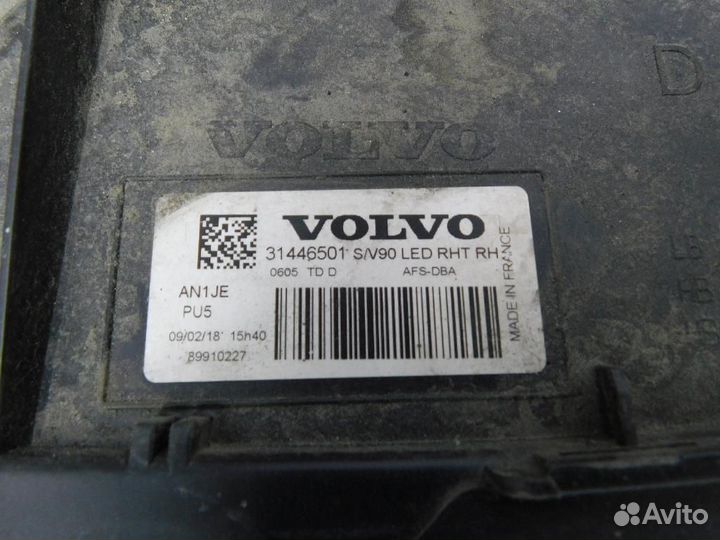 D
VOLVO
VOLVO
31446501 S/V90 LED RHT RH
0605 TD D AFS-DBA
AN1JE
PU5
09/02/18 15h40
89910227
MADE IN FRANCE
Avito